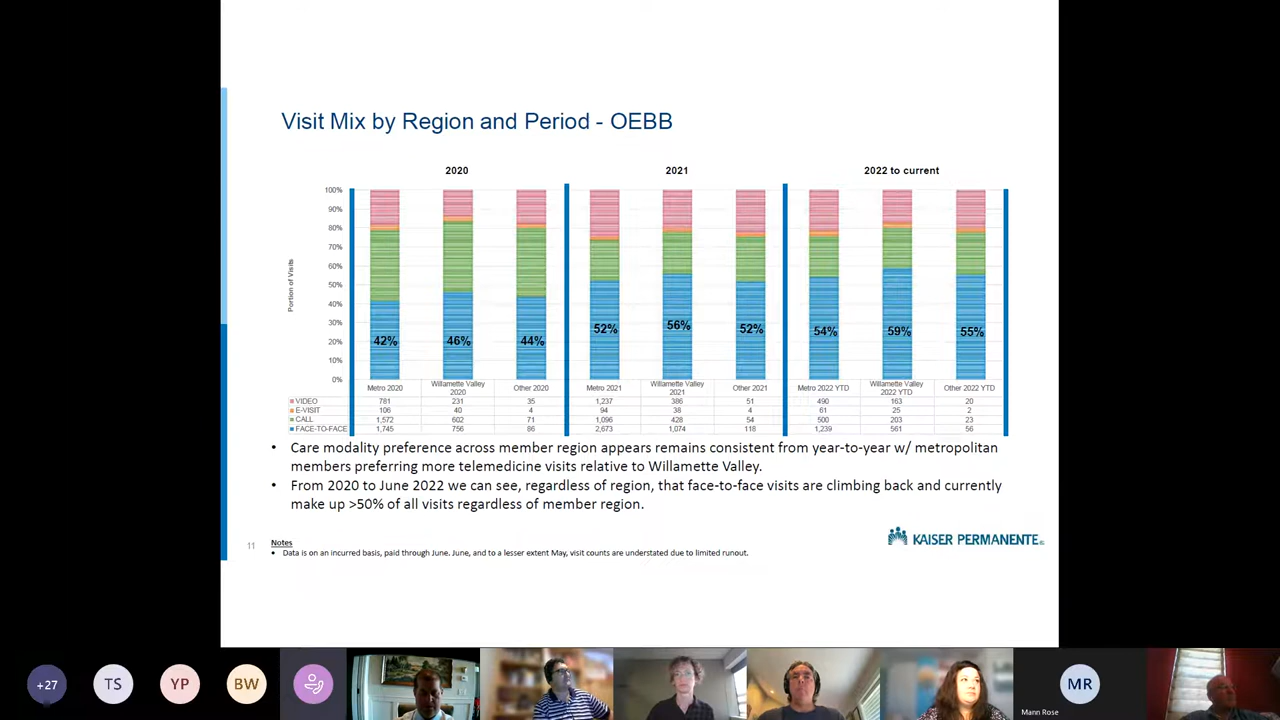 Visit Mix by Region and Period - OEBB
2020 2021 2022 to current
100%
90%
80%
70%
60%
50%
40%
30%
20%
10%
0%
Portion of Visits
42% 46% 44% 52% 56% 52% 54% 59% 55%
Metro 2020 Willamette Valley 2020 Other 2020 Metro 2021 Willamette Valley 2021 Other 2021 Metro 2022 YTD Willamette Valley 2022 YTD Other 2022 YTD
VIDEO 781 231 35 1,237 386 51 490 163 20
E-VISIT 106 40 4 94 38 4 61 25 2
CALL 1,572 602 71 1,096 428 54 500 203 23
FACE-TO-FACE 1,745 756 86 2,673 1,074 118 1,239 561 56
• Care modality preference across member region appears remains consistent from year-to-year w/ metropolitan
members preferring more telemedicine visits relative to Willamette Valley.
• From 2020 to June 2022 we can see, regardless of region, that face-to-face visits are climbing back and currently
make up >50% of all visits regardless of member region.
11
Notes
• Data is on an incurred basis, paid through June. June, and to a lesser extent May, visit counts are understated due to limited runout.
KAISER PERMANENTE
+27 TS YP BW MR
Mann Rose